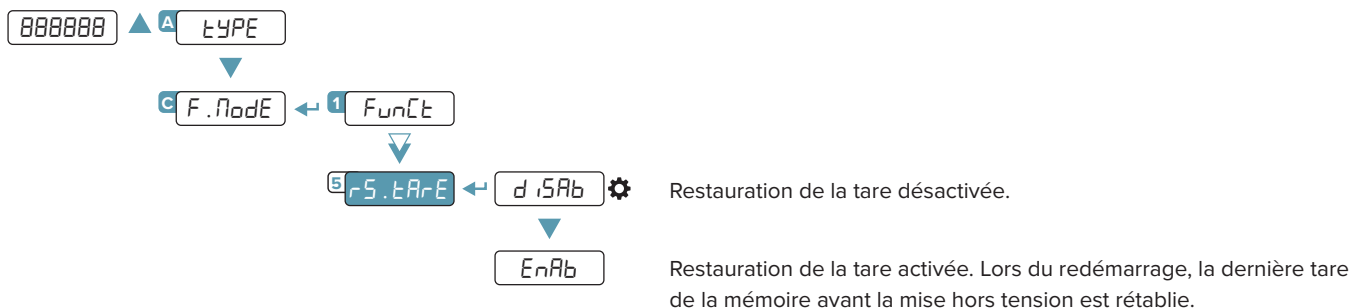 888888 A tYPE
C F.ModE 1 FunCt
5 rS.tArE diSAb Restauration de la tare désactivée.
EnAb Restauration de la tare activée. Lors du redémarrage, la dernière tare
de la mémoire avant la mise hors tension est rétablie.